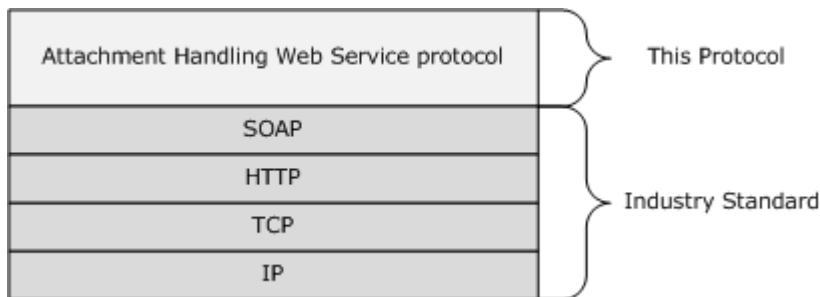 Attachment Handling Web Service protocol
This Protocol
SOAP
HTTP
TCP
IP
Industry Standard